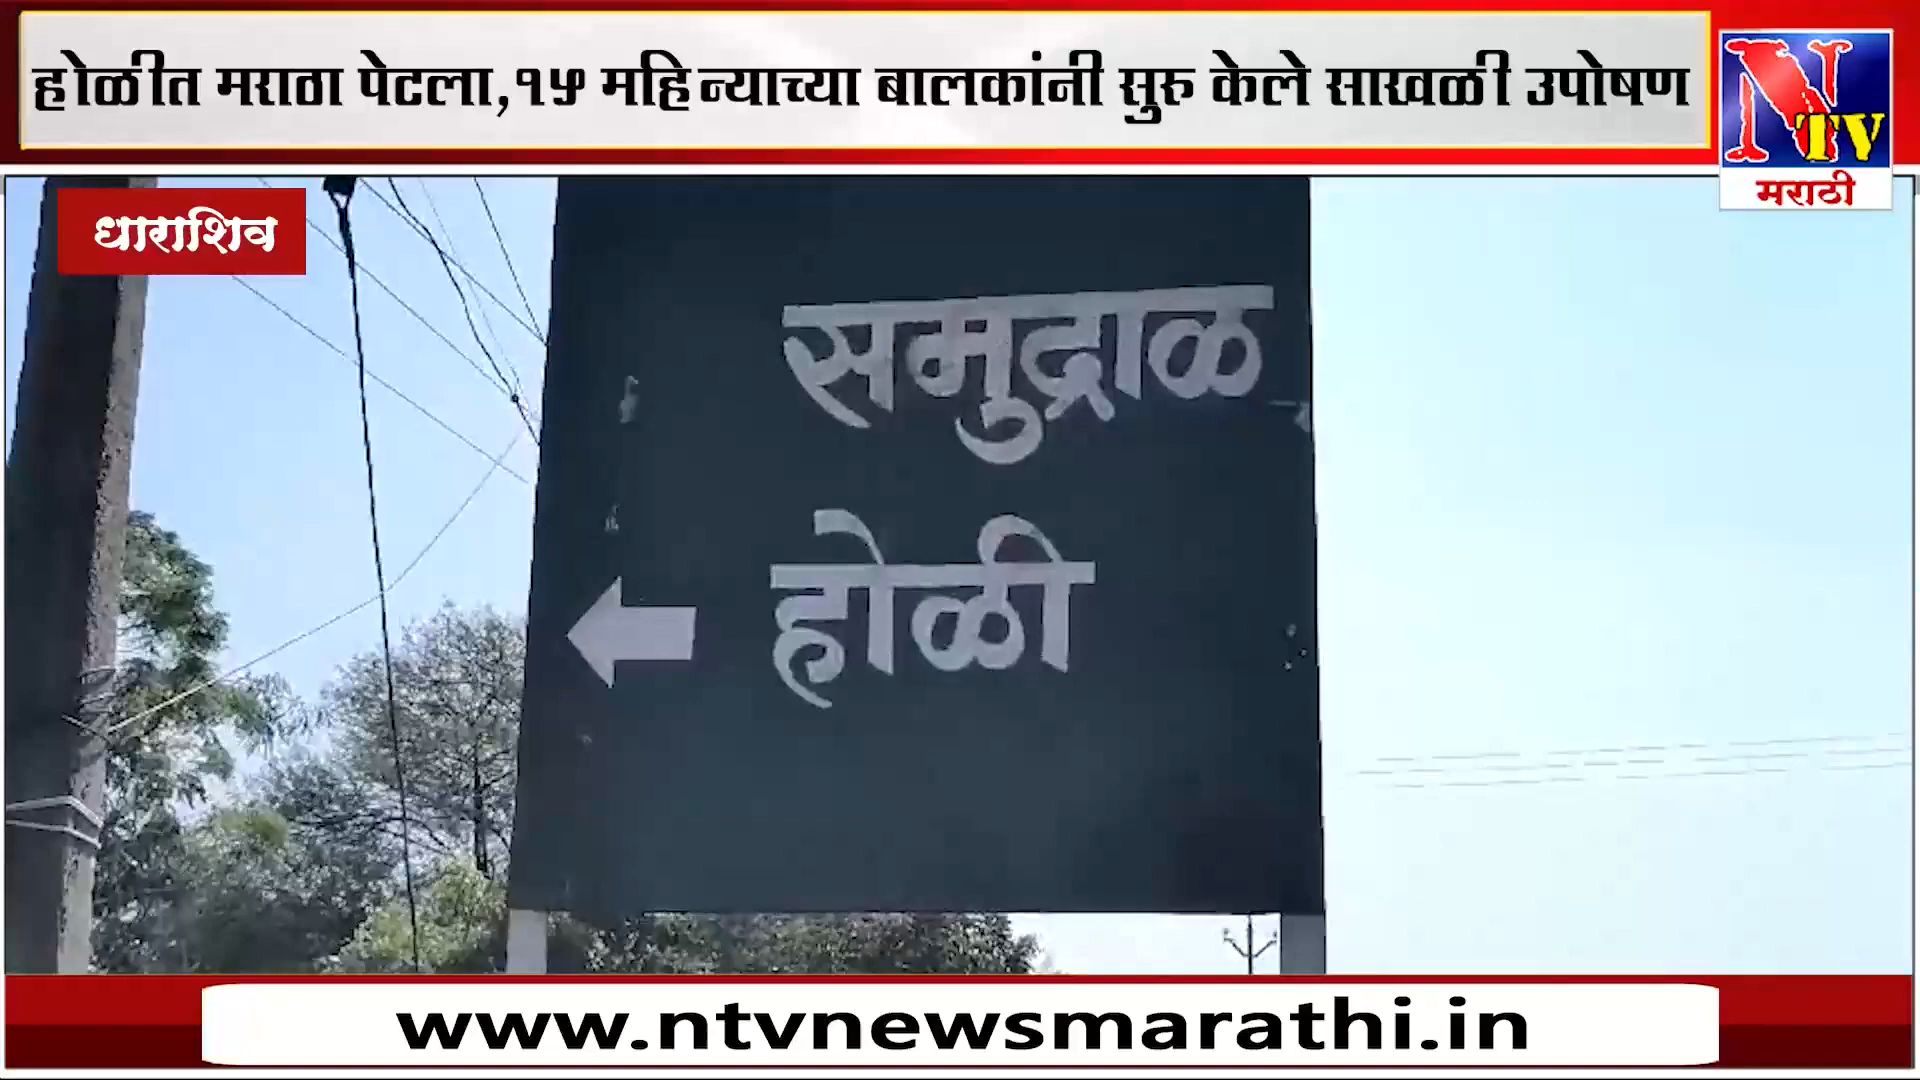 होळीत मराठा पेटला,१५ महिन्याच्या बालकांनी सुरु केले साखळी उपोषण
NTV
मराठी
धाराशिव
समुद्राळ
होळी
www.ntvnewsmarathi.in